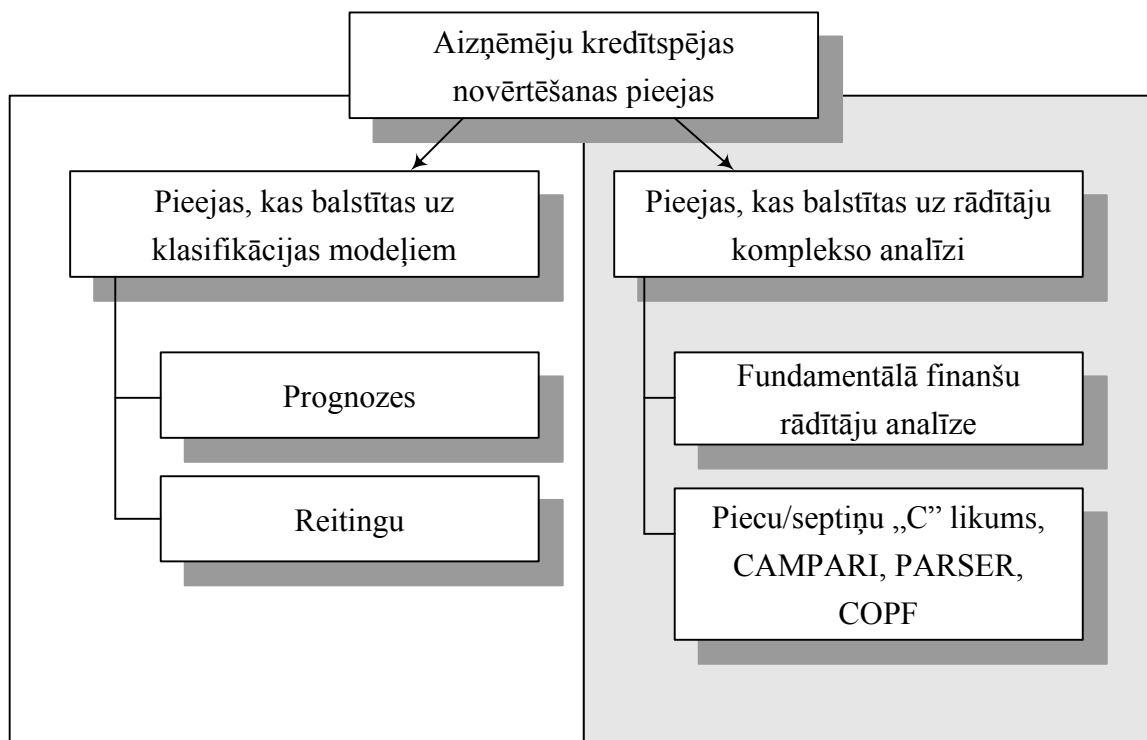 Aizņēmēju kredītspējas
novērtēšanas pieejas
Pieejas, kas balstītas uz
klasifikācijas modeļiem
Prognozes
Reitingu
Pieejas, kas balstītas uz rādītāju
komplekso analīzi
Fundamentālā finanšu
rādītāju analīze
Piecu/septiņu „C” likums,
CAMPARI, PARSER,
COPF